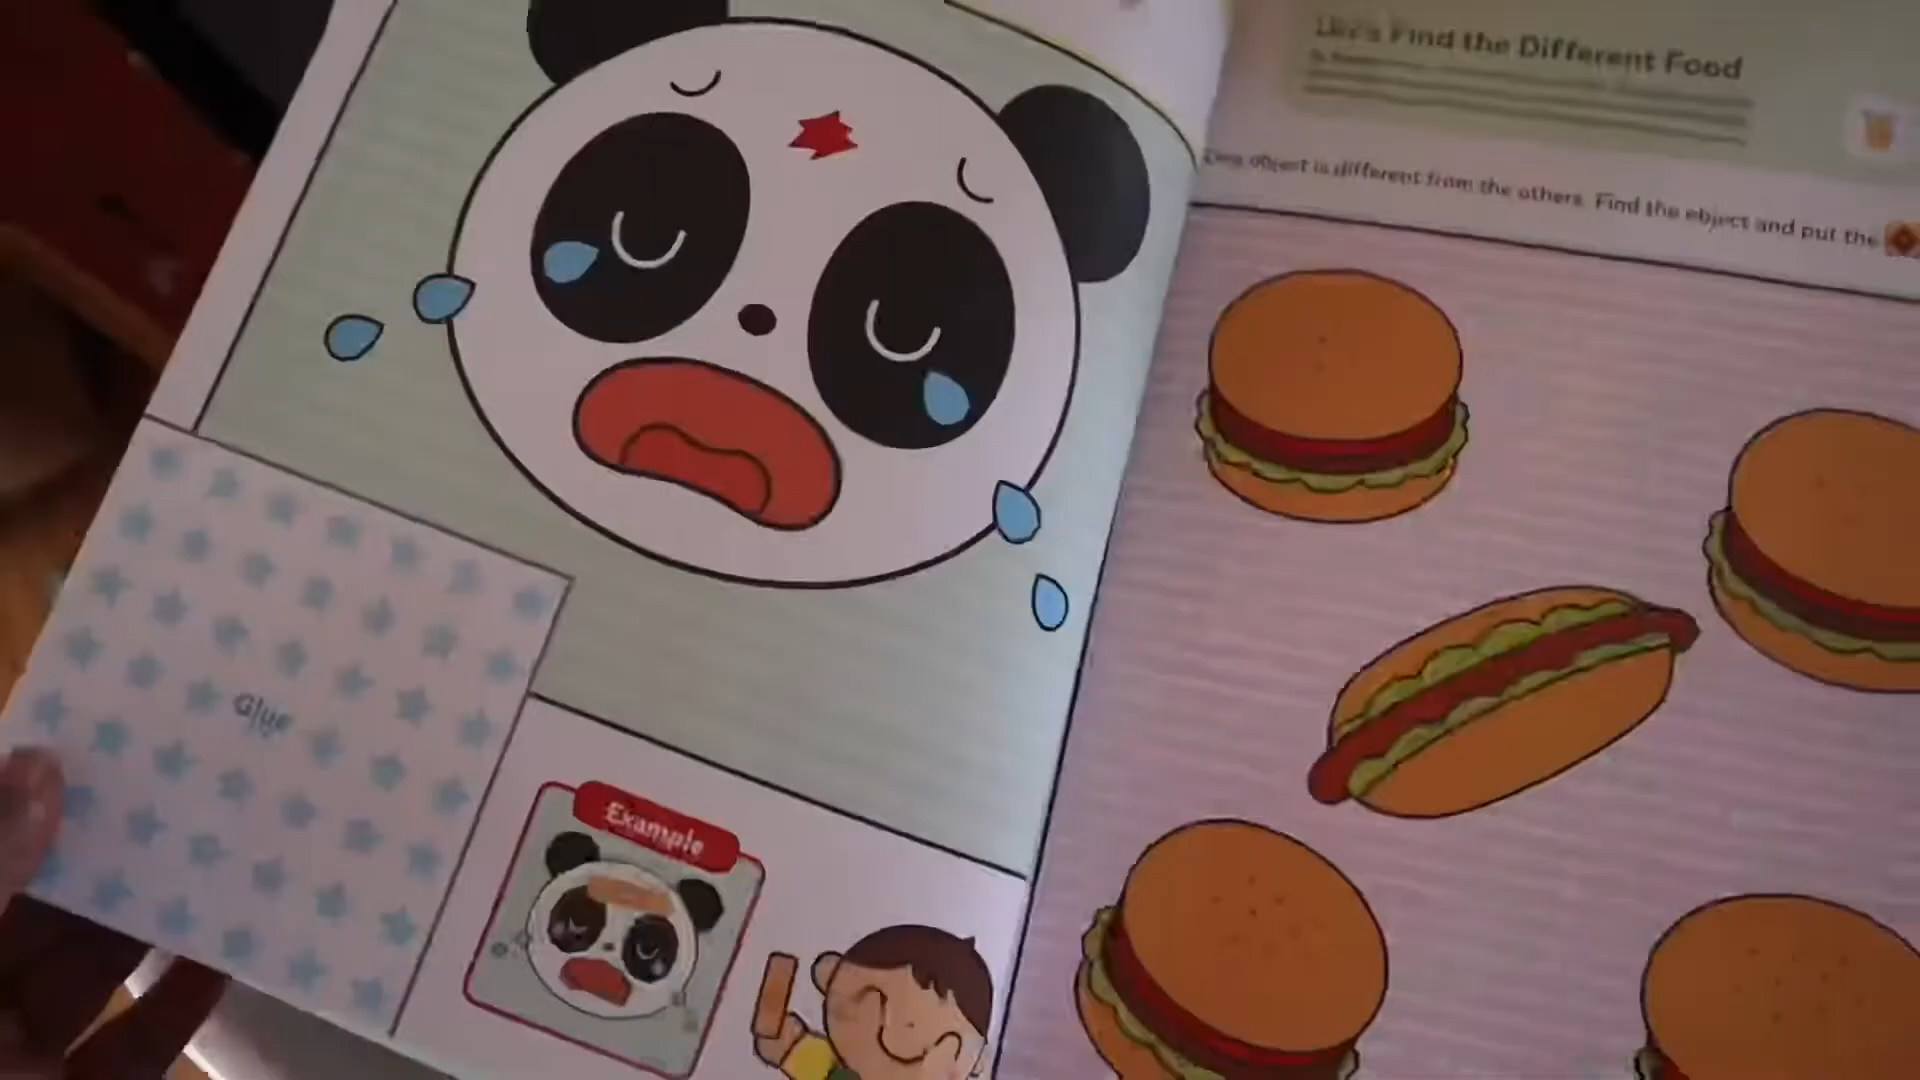 Glue
Example
Let's Find the Different Food
One object is different from the others. Find the object and put the